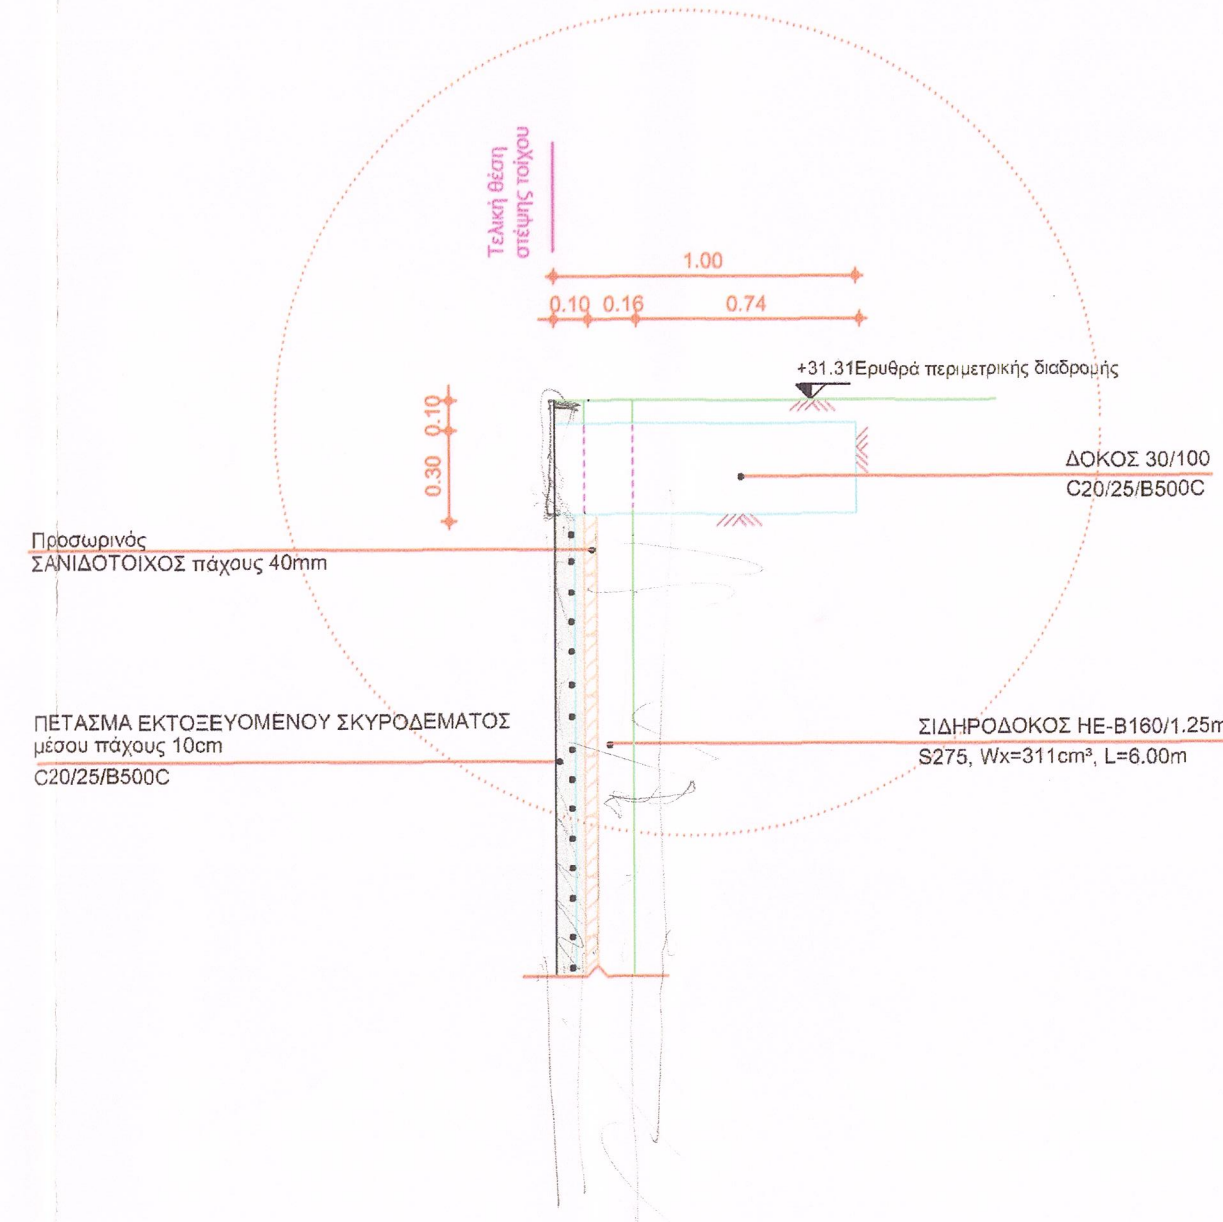 Τελική θέση
στέψης τοίχου
1.00
0.10 0.16 0.74
+31.31Ερυθρά περιμετρικής διαδρομής
0.10
0.30
ΔΟΚΟΣ 30/100
C20/25/B500C
Προσωρινός
ΣΑΝΙΔΟΤΟΙΧΟΣ πάχους 40mm
ΠΕΤΑΣΜΑ ΕΚΤΟΞΕΥΟΜΕΝΟΥ ΣΚΥΡΟΔΕΜΑΤΟΣ
μέσου πάχους 10cm
C20/25/B500C
ΣΙΔΗΡΟΔΟΚΟΣ HE-B160/1.25m
S275, Wx=311cm³, L=6.00m